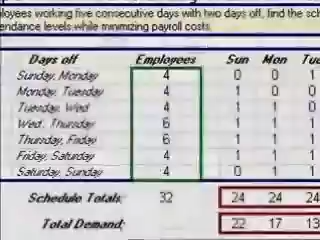 loyees working five consecutive days with two days off, find the sch
endance levels while minimizing payroll costs.
Days off Employees Sun Mon Tue
Sunday, Monday 4 0 0 1
Monday, Tuesday 4 1 0 0
Tuesday, Wed 4 1 1 0
Wed, Thursday 6 1 1 1
Thursday, Friday 6 1 1 1
Friday, Saturday 4 1 1 1
Saturday, Sunday 4 0 1 1
Schedule Totals: 32 24 24 24
Total Demand: 22 17 13